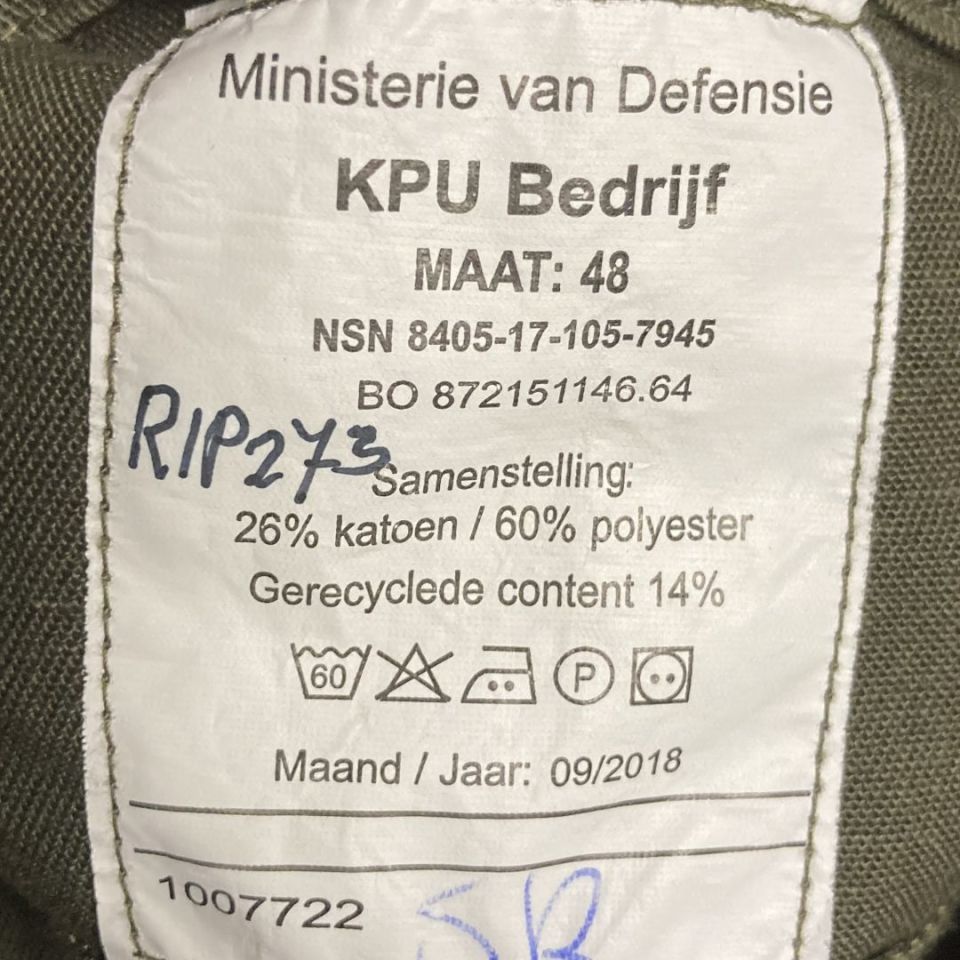 Ministerie van Defensie
KPU Bedrijf
MAAT: 48
NSN 8405-17-105-7945
BO 872151146.64
RIP273
Samenstelling:
26% katoen / 60% polyester
Gerecyclede content 14%
60 P
Maand / Jaar: 09/2018
1007722